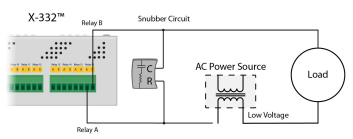 X-332™
Relay B
Snubber Circuit
C
R
AC Power Source
Load
Low Voltage
Relay A